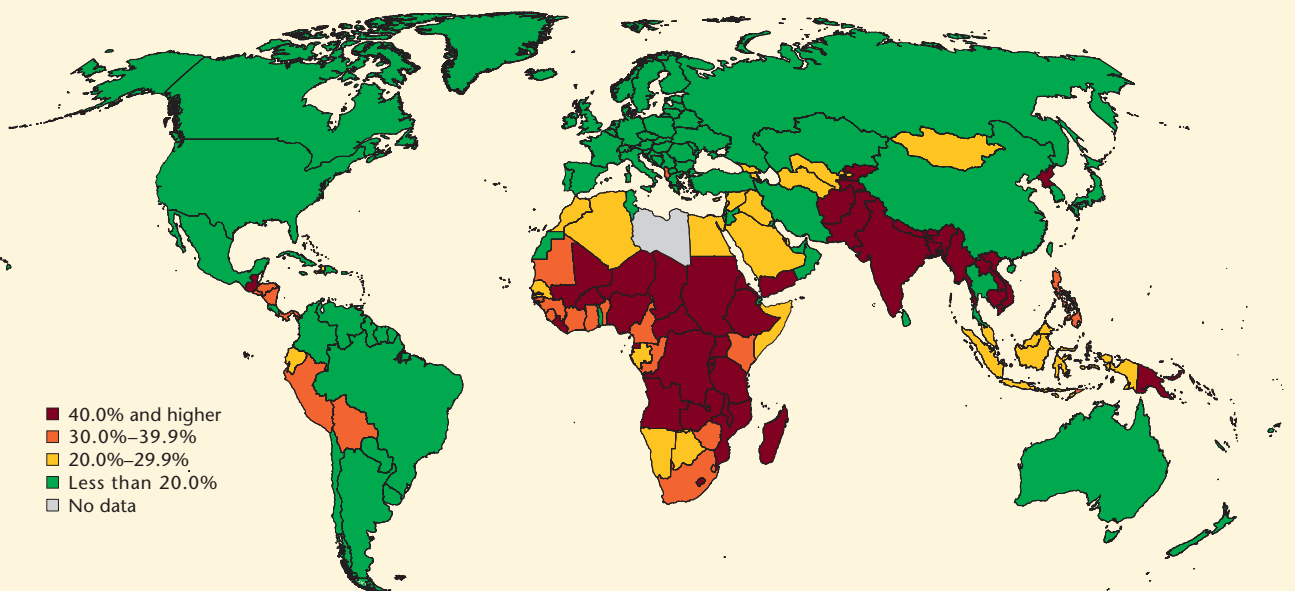 40.0% and higher
30.0%–39.9%
20.0%–29.9%
Less than 20.0%
No data